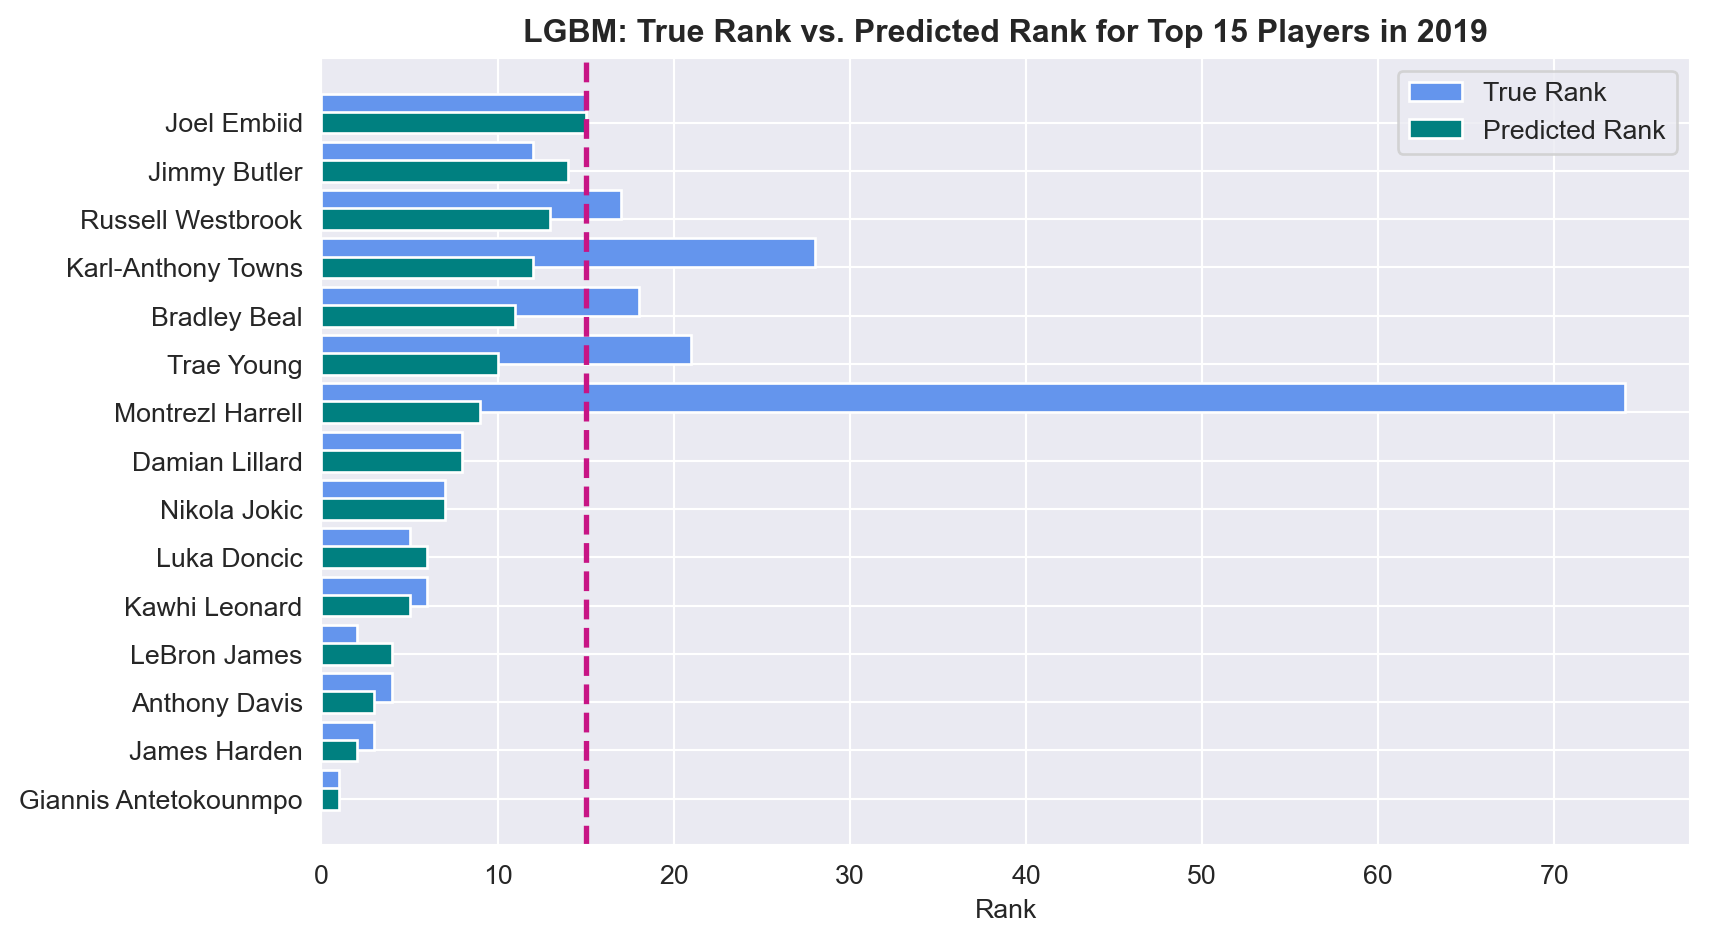 LGBM: True Rank vs. Predicted Rank for Top 15 Players in 2019
True Rank
Predicted Rank
Joel Embiid
Jimmy Butler
Russell Westbrook
Karl-Anthony Towns
Bradley Beal
Trae Young
Montrezl Harrell
Damian Lillard
Nikola Jokic
Luka Doncic
Kawhi Leonard
LeBron James
Anthony Davis
James Harden
Giannis Antetokounmpo
0 10 20 30 40 50 60 70
Rank